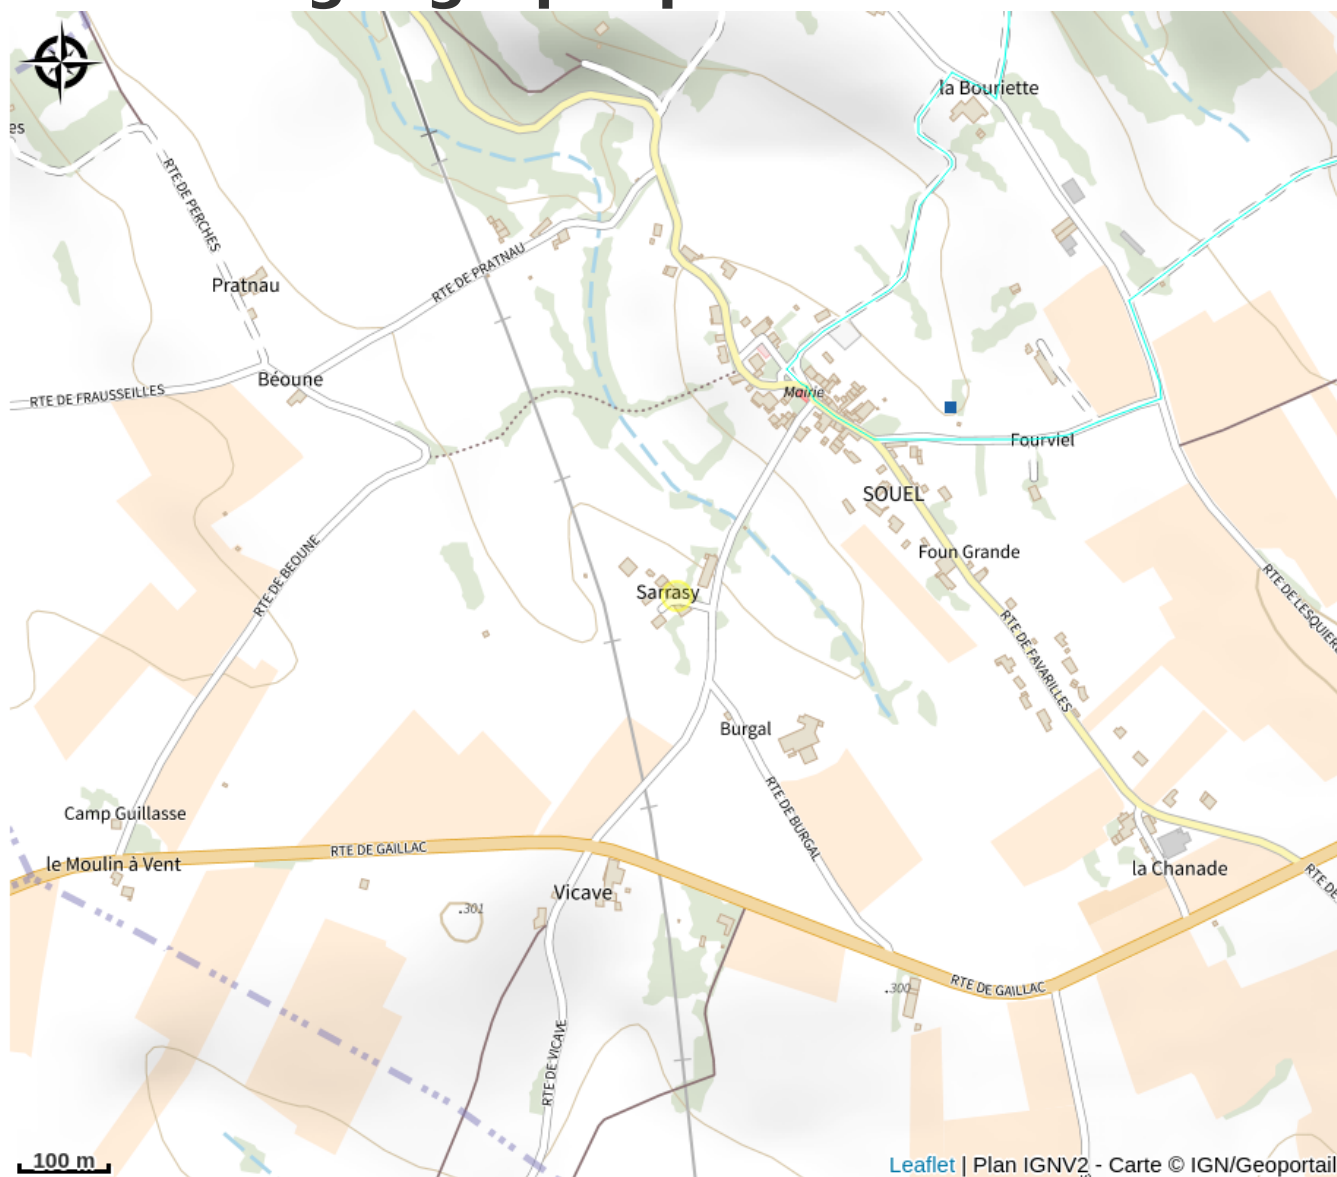 la Bouriette
es
RTE DE PERCHES
RTE DE PRATNAU
Pratnau
Béoune
RTE DE FRAUSSEILLES
Mairie
Fourviel
SOUEL
Foun Grande
RTE DE BEOUNE
Sarrasy
RTE DE LESQUIERE
RTE DE FAVARILLES
Burgal
RTE DE BURGAL
Camp Guillasse
RTE DE GAILLAC
le Moulin à Vent
la Chanade
RTE DE
Vicave
.301
RTE DE GAILLAC
.300
RTE DE VICAVE
100 m
Leaflet | Plan IGNV2 - Carte © IGN/Geoportail